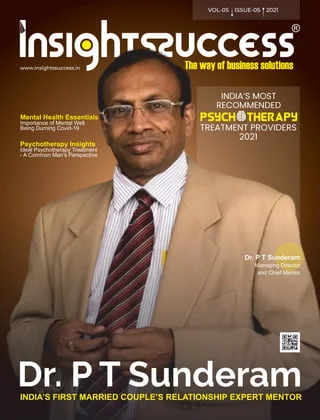 VOL-05 ISSUE-05 2021
INSIGHTSSUCCESS®
www.insightssuccess.in
The way of business solutions
INDIA'S MOST
RECOMMENDED
PSYCHOTHERAPY
TREATMENT PROVIDERS
2021
Mental Health Essentials
Importance of Mental Well
Being Durning Covid-19
Psychotherapy Insights
Ideal Psychotherapy Treatment
- A Common Man's Perspective
Dr. P T Sunderam
Managing Director
and Chief Mentor
Dr. P T Sunderam
INDIA'S FIRST MARRIED COUPLE'S RELATIONSHIP EXPERT MENTOR